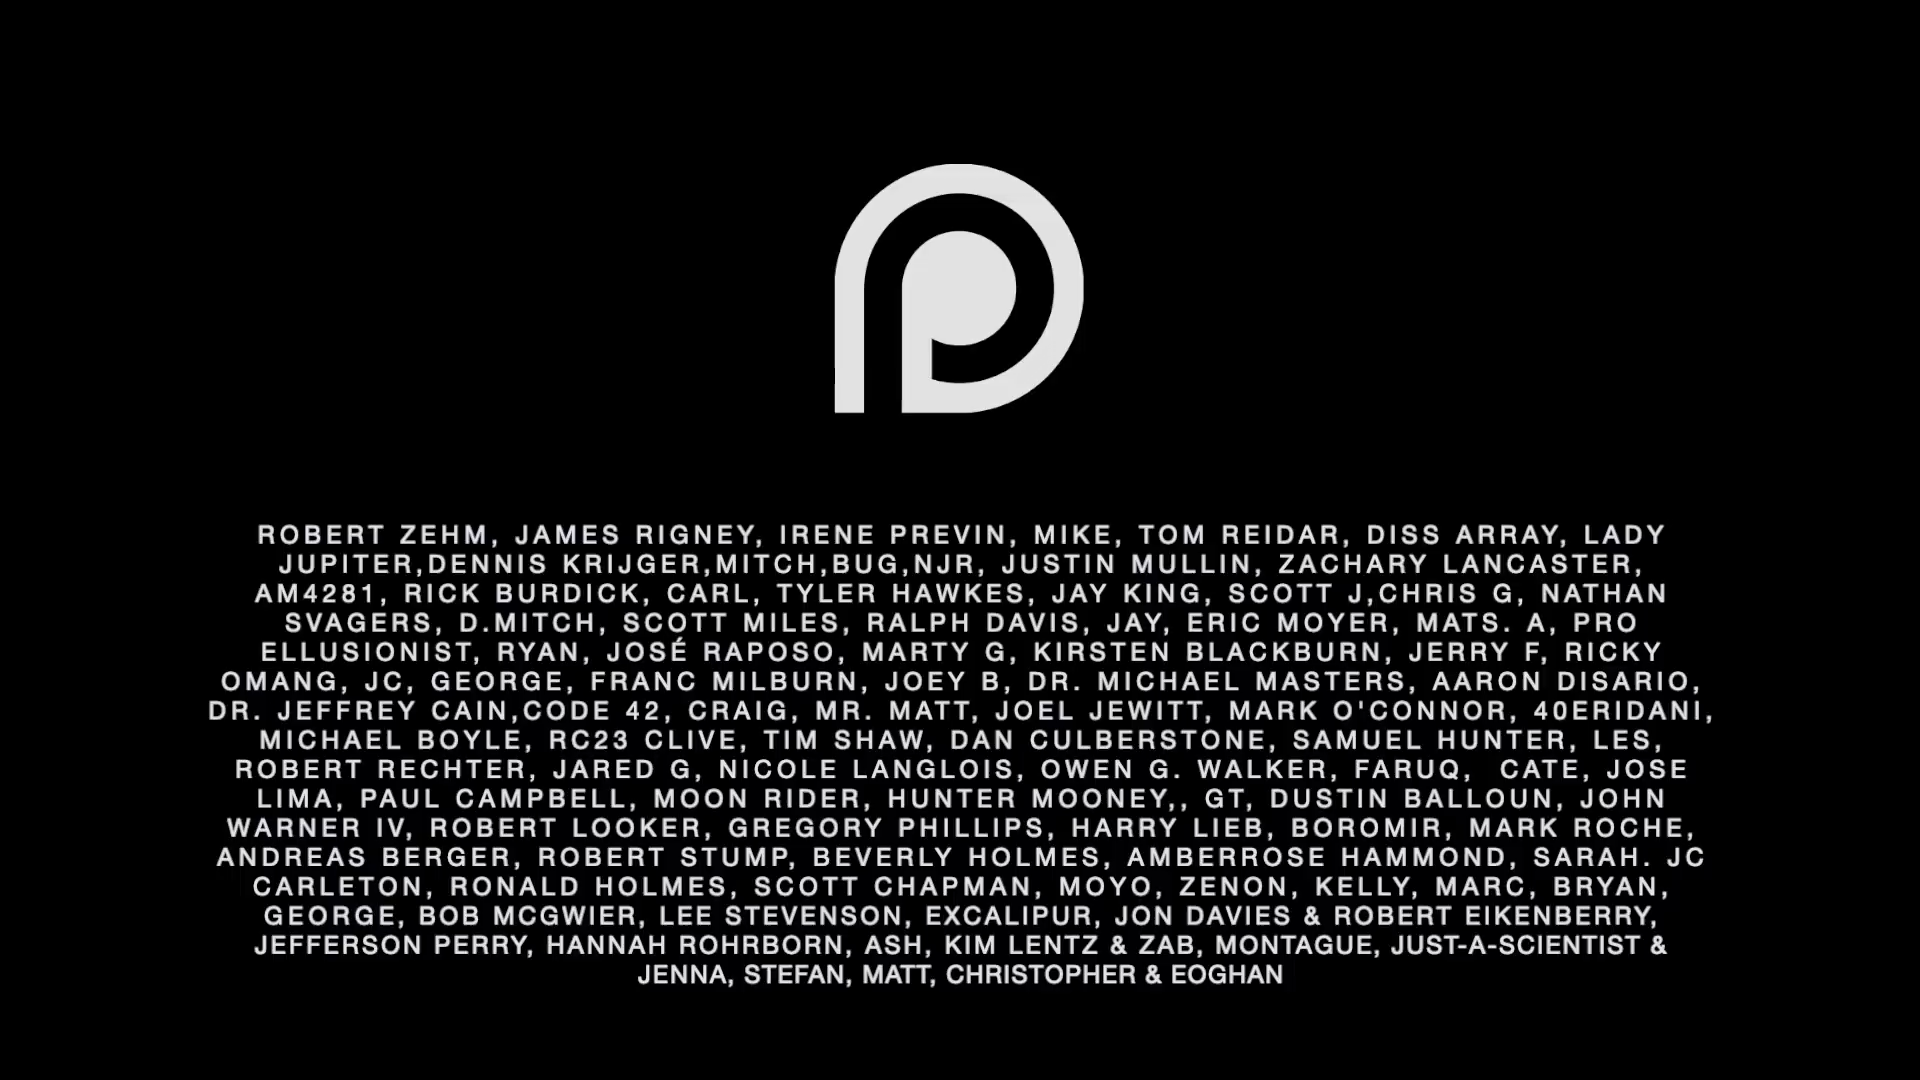 ROBERT ZEHM, JAMES RIGNEY, IRENE PREVIN, MIKE, TOM REIDAR, DISS ARRAY, LADY
JUPITER,DENNIS KRIJGER,MITCH,BUG,NJR, JUSTIN MULLIN, ZACHARY LANCASTER,
AM4281, RICK BURDICK, CARL, TYLER HAWKES, JAY KING, SCOTT J,CHRIS G, NATHAN
SVAGERS, D.MITCH, SCOTT MILES, RALPH DAVIS, JAY, ERIC MOYER, MATS. A, PRO
ELLUSIONIST, RYAN, JOSÉ RAPOSO, MARTY G, KIRSTEN BLACKBURN, JERRY F, RICKY
OMANG, JC, GEORGE, FRANC MILBURN, JOEY B, DR. MICHAEL MASTERS, AARON DISARIO,
DR. JEFFREY CAIN,CODE 42, CRAIG, MR. MATT, JOEL JEWITT, MARK O'CONNOR, 40ERIDANI,
MICHAEL BOYLE, RC23 CLIVE, TIM SHAW, DAN CULBERSTONE, SAMUEL HUNTER, LES,
ROBERT RECHTER, JARED G, NICOLE LANGLOIS, OWEN G. WALKER, FARUQ,  CATE, JOSE
LIMA, PAUL CAMPBELL, MOON RIDER, HUNTER MOONEY,, GT, DUSTIN BALLOUN, JOHN
WARNER IV, ROBERT LOOKER, GREGORY PHILLIPS, HARRY LIEB, BOROMIR, MARK ROCHE,
ANDREAS BERGER, ROBERT STUMP, BEVERLY HOLMES, AMBERROSE HAMMOND, SARAH. JC
CARLETON, RONALD HOLMES, SCOTT CHAPMAN, MOYO, ZENON, KELLY, MARC, BRYAN,
GEORGE, BOB MCGWIER, LEE STEVENSON, EXCALIPUR, JON DAVIES & ROBERT EIKENBERRY,
JEFFERSON PERRY, HANNAH ROHRBORN, ASH, KIM LENTZ & ZAB, MONTAGUE, JUST-A-SCIENTIST &
JENNA, STEFAN, MATT, CHRISTOPHER & EOGHAN